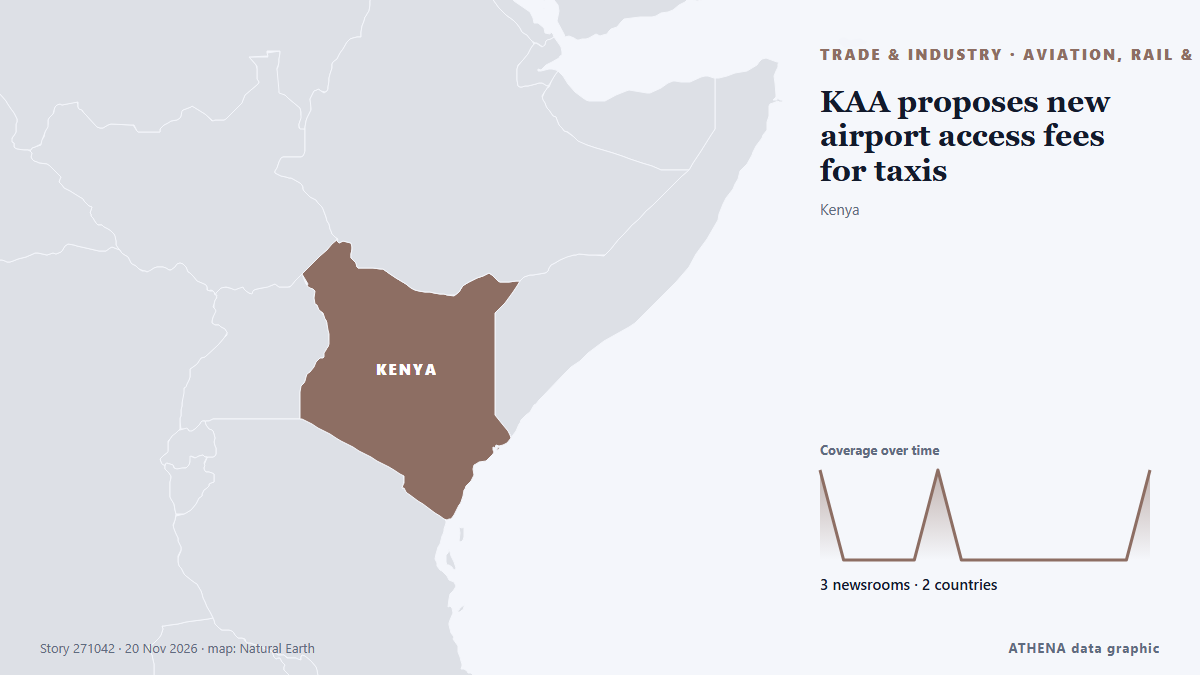 TRADE & INDUSTRY · AVIATION, RAIL &
KAA proposes new
airport access fees
for taxis
Kenya
KENYA
Coverage over time
3 newsrooms · 2 countries
Story 271042 · 20 Nov 2026 · map: Natural Earth
ATHENA data graphic